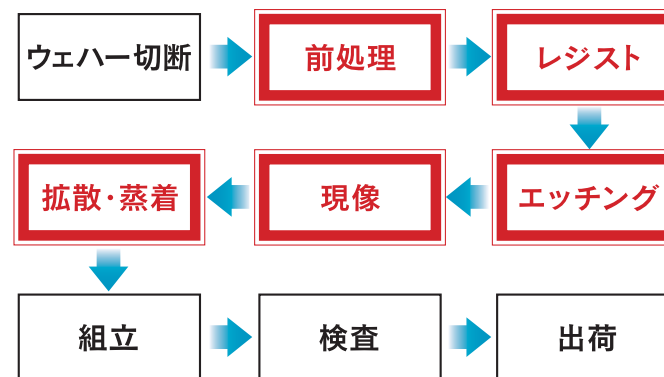 ウェハー切断
前処理
レジスト
エッチング
現像
拡散・蒸着
組立
検査
出荷